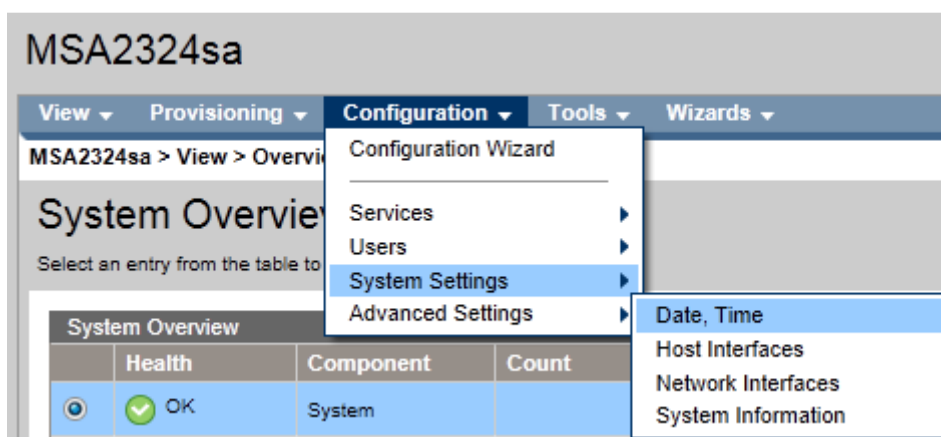 MSA2324sa
View Provisioning Configuration Tools Wizards
MSA2324sa > View > Overvi
Configuration Wizard
System Overvie
Services
Users
Select an entry from the table to
System Settings
Advanced Settings
Date, Time
System Overview
Host Interfaces
Health Component Count
Network Interfaces
OK System
System Information